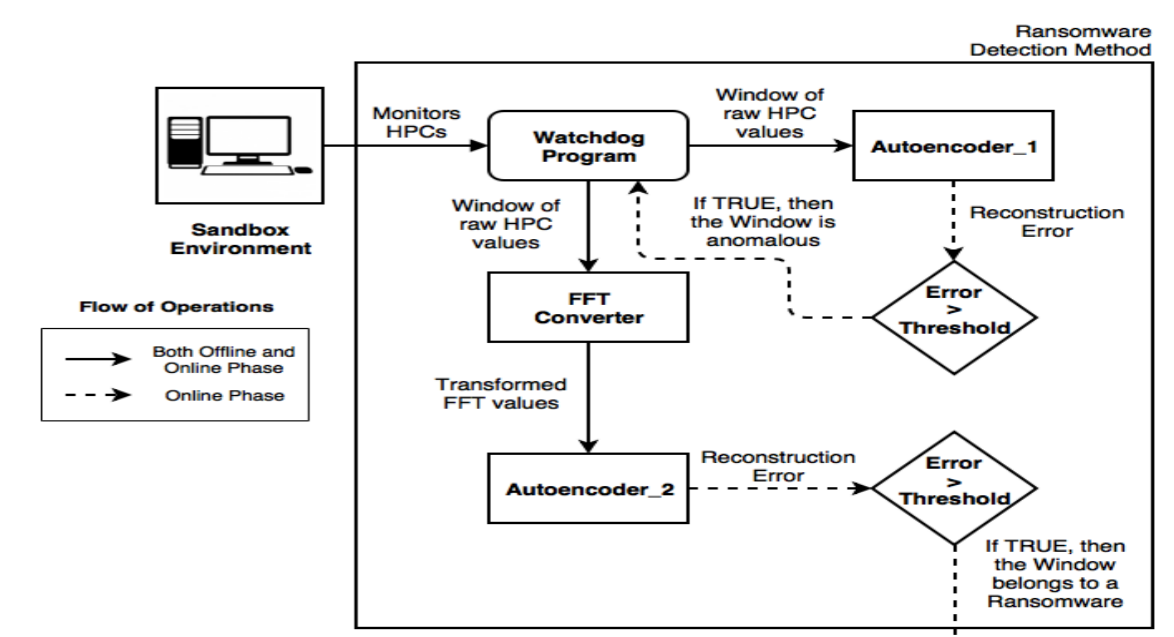 Ransomware
Detection Method
Monitors
HPCs
Watchdog
Program
Window of
raw HPC
values
Autoencoder_1
Sandbox
Environment
Window of
raw HPC
values
If TRUE, then
the Window is
anomalous
Reconstruction
Error
Error
>
Threshold
FFT
Converter
Flow of Operations
Both Offline and
Online Phase
Online Phase
Transformed
FFT values
Autoencoder_2
Reconstruction
Error
Error
>
Threshold
If TRUE, then
the Window
belongs to a
Ransomware